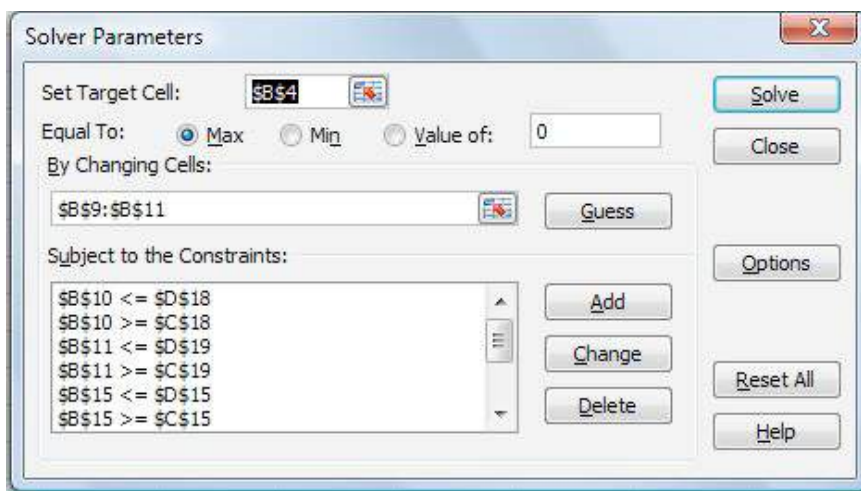 Solver Parameters
Set Target Cell: $B$4
Solve
Equal To: Max Min Value of: 0
Close
By Changing Cells:
$B$9:$B$11
Guess
Subject to the Constraints:
Options
$B$10 <= $D$18
$B$10 >= $C$18
$B$11 <= $D$19
$B$11 >= $C$19
$B$15 <= $D$15
$B$15 >= $C$15
Add
Change
Delete
Reset All
Help